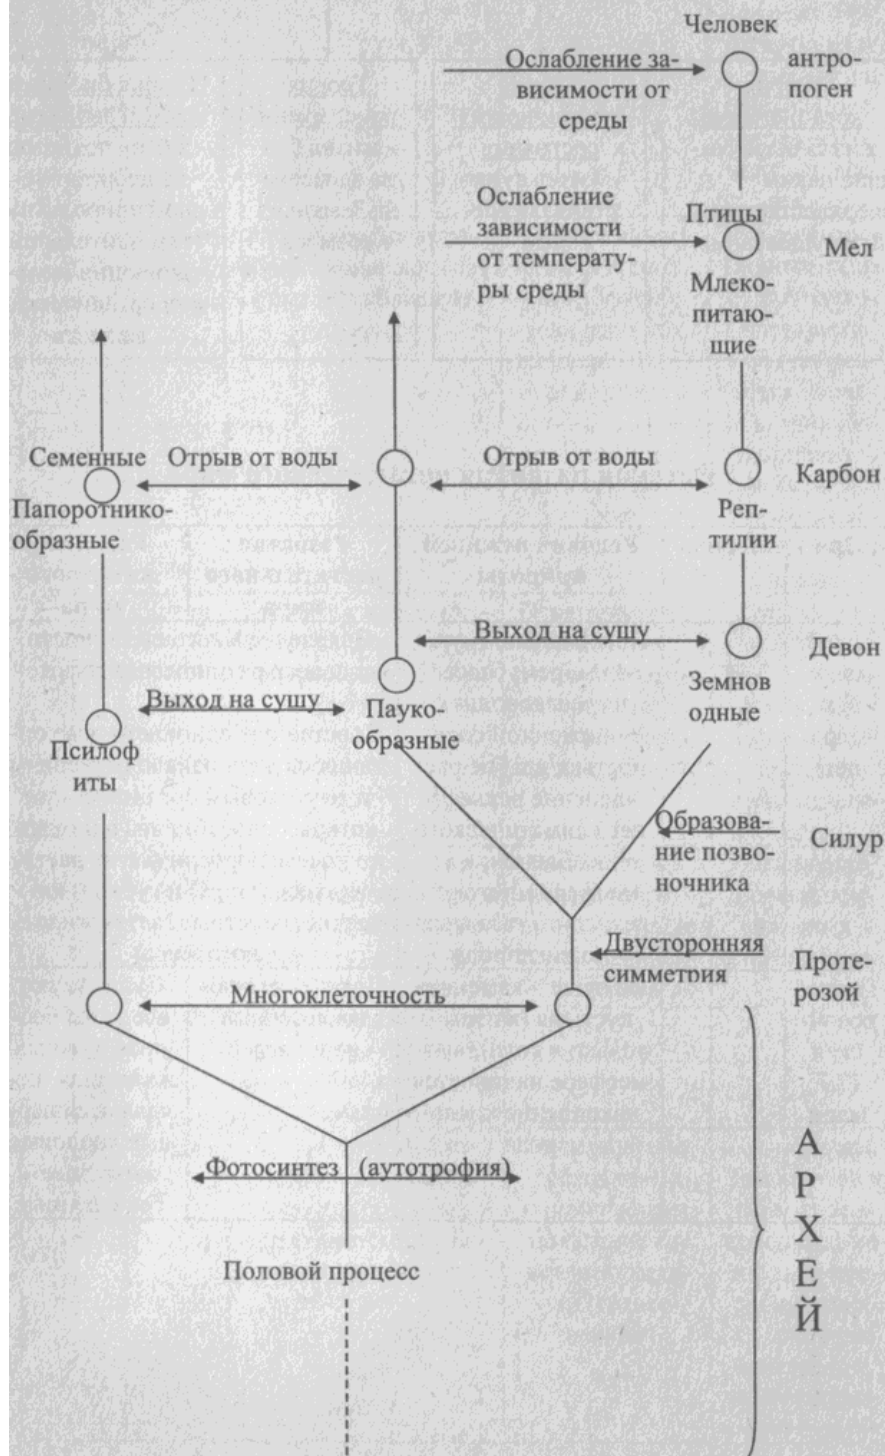 Человек
Ослабление за-
висимости от
среды
антро-
поген
Ослабление
зависимости
от температу-
ры среды
Птицы
Мел
Млеко-
питаю-
щие
Семенные
Отрыв от воды
Отрыв от воды
Карбон
Папоротнико-
образные
Реп-
тилии
Выход на сушу
Девон
Выход на сушу
Пауко-
образные
Земнов
одные
Псилоф
иты
Образова-
ние позво-
ночника
Силур
Двусторонняя
симметрия
Проте-
розой
Многоклеточность
Фотосинтез (аутотрофия)
Половой процесс
А
Р
Х
Е
Й